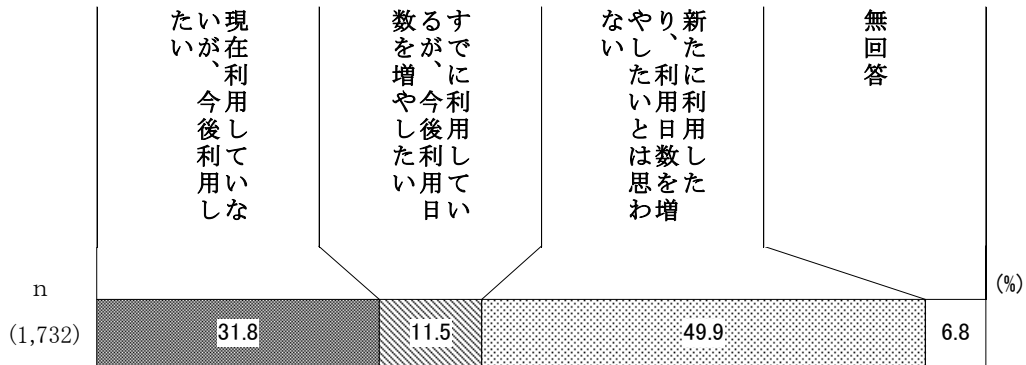 現在利用していな
いが、今後利用し
たい
すでに利用してい
るが、今後利用日
数を増やしたい
新たに利用した
り、利用日数を増
やしたいとは思わ
ない
無回答
(%)
n
(1,732)
31.8
11.5
49.9
6.8